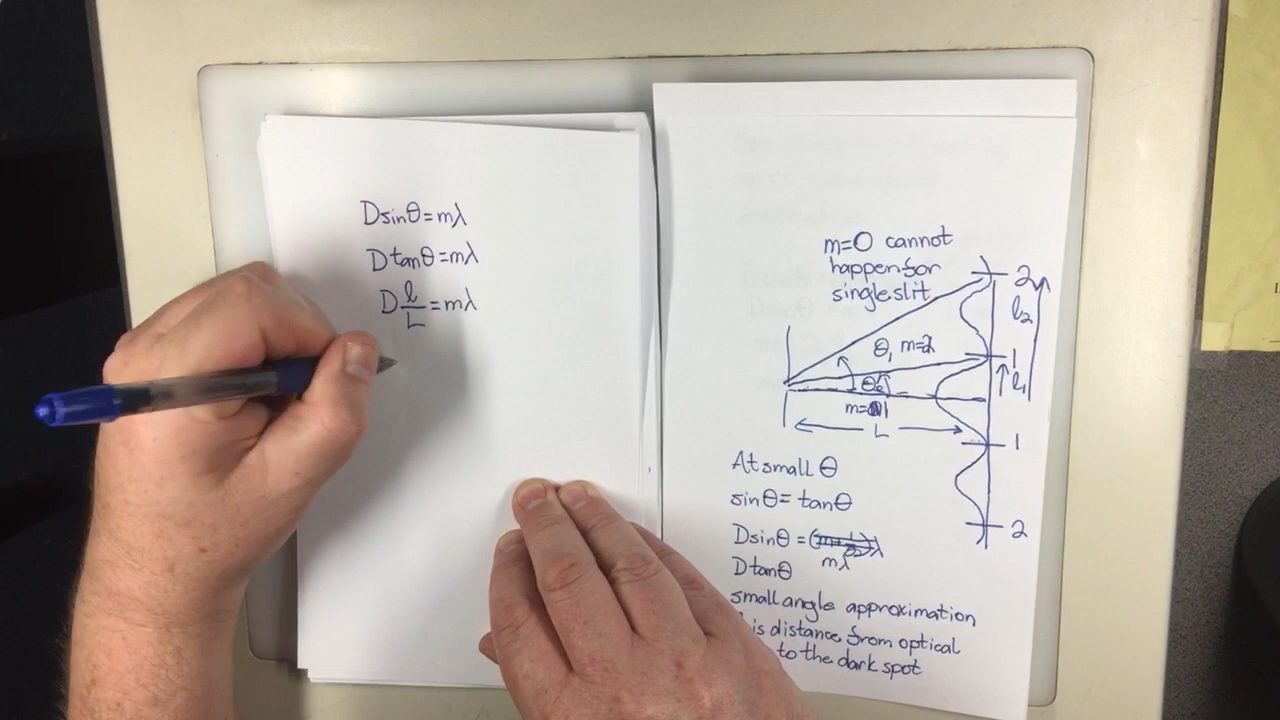 Dsinθ=mλ
Dtanθ=mλ
D l/L=mλ
m=0 cannot
happen for
single slit
2
l₂
θ, m=2
1
l₁
θ
m=1
L
1
2
At small θ
sinθ=tanθ
Dsinθ=
mλ
Dtanθ
small angle approximation
is distance from optical
to the dark spot